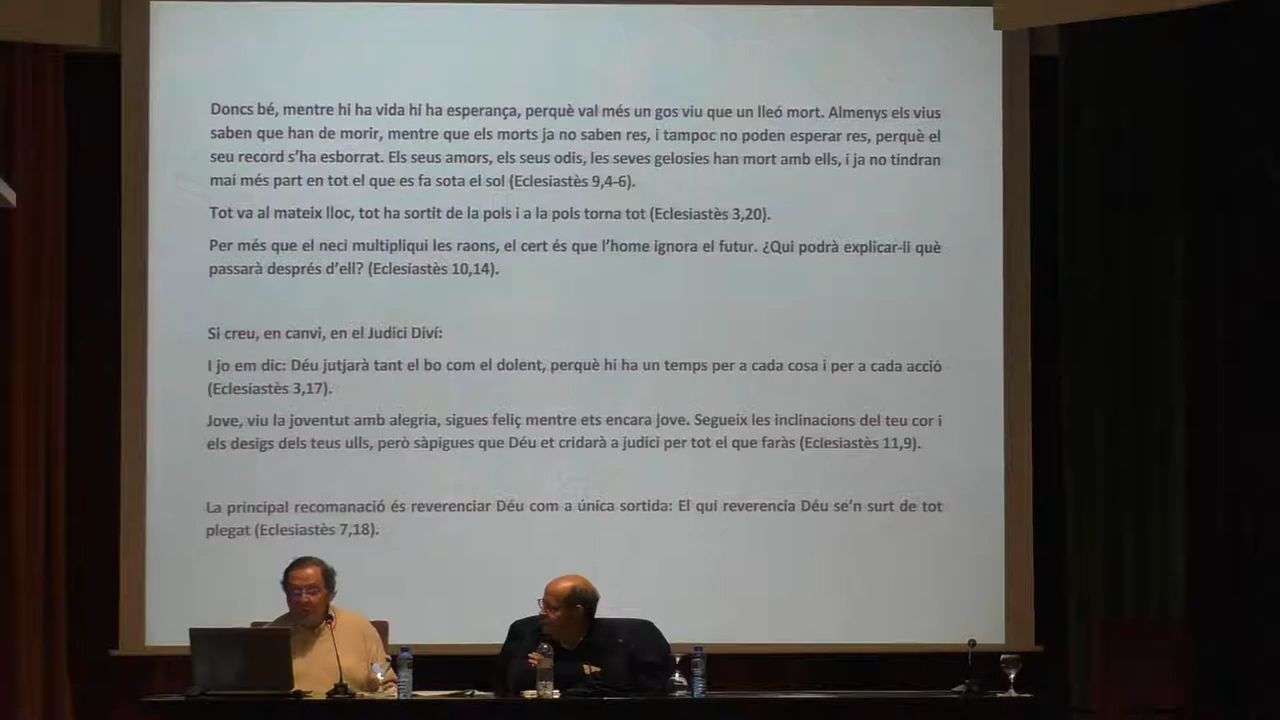 Doncs bé, mentre hi ha vida hi ha esperança, perquè val més un gos viu que un lleó mort. Almenys els vius
saben que han de morir, mentre que els morts ja no saben res, i tampoc no poden esperar res, perquè el
seu record s'ha esborrat. Els seus amors, els seus odis, les seves gelosies han mort amb ells, i ja no tindran
mai més part en tot el que es fa sota el sol (Eclesiastès 9,4-6).
Tot va al mateix lloc, tot ha sortit de la pols i a la pols torna tot (Eclesiastès 3,20).
Per més que el neci multipliqui les raons, el cert és que l'home ignora el futur. ¿Qui podrà explicar-li què
passarà després d'ell? (Eclesiastès 10,14).
Si creu, en canvi, en el Judici Diví:
I jo em dic: Déu jutjarà tant el bo com el dolent, perquè hi ha un temps per a cada cosa i per a cada acció
(Eclesiastès 3,17).
Jove, viu la joventut amb alegria, sigues feliç mentre ets encara jove. Segueix les inclinacions del teu cor i
els desigs dels teus ulls, però sàpigues que Déu et cridarà a judici per tot el que faràs (Eclesiastès 11,9).
La principal recomanació és reverenciar Déu com a única sortida: El qui reverencia Déu se'n surt de tot
plegat (Eclesiastès 7,18).